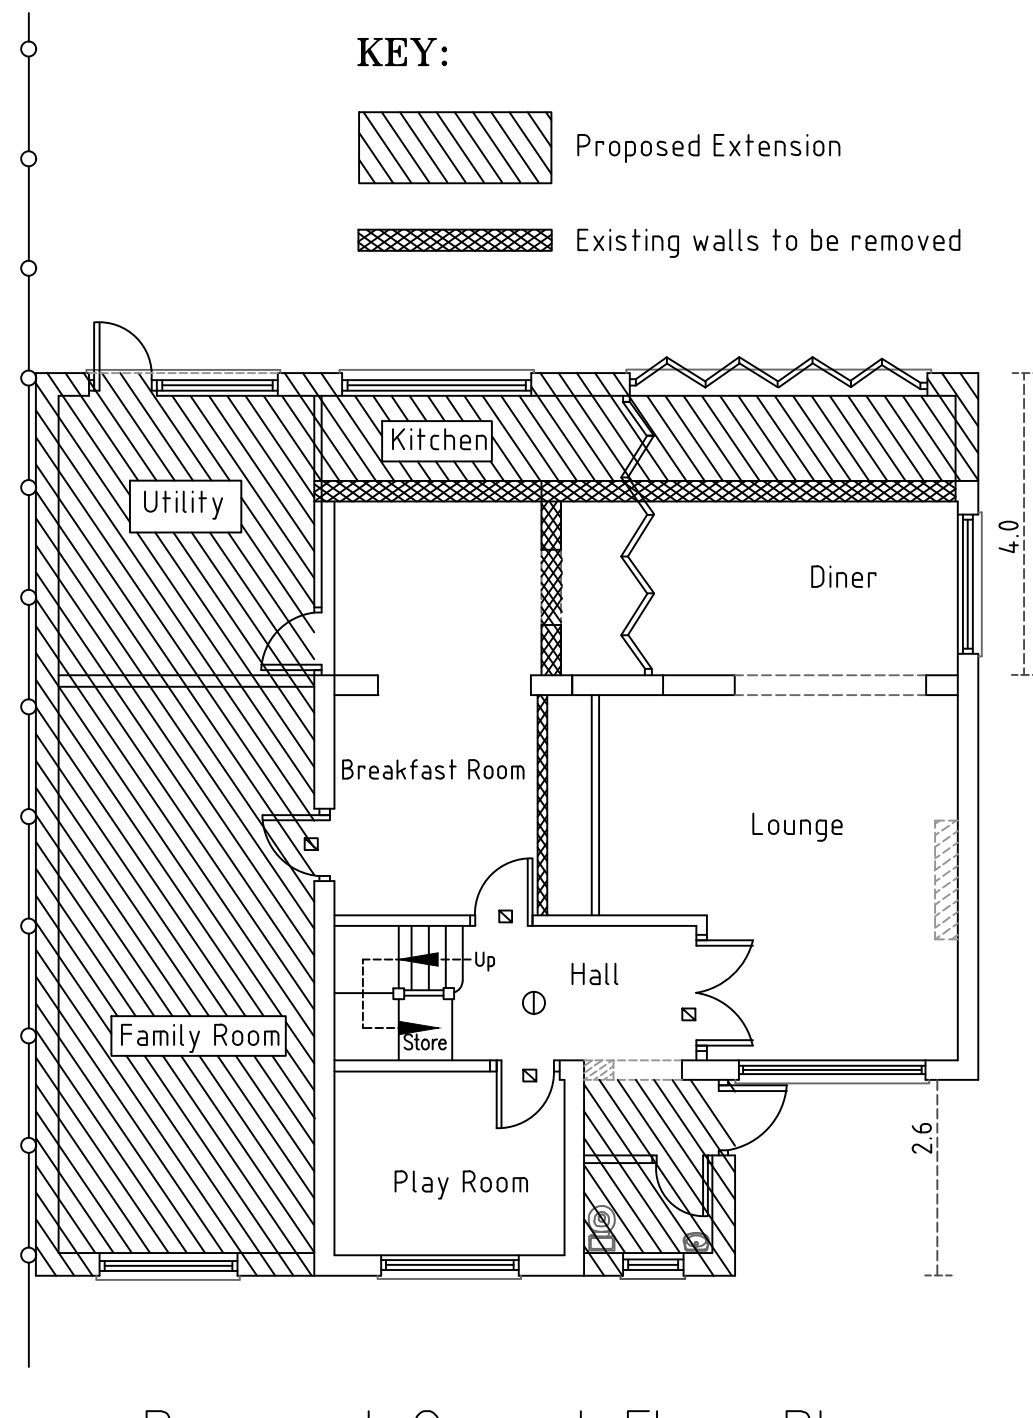 KEY:
Proposed Extension
Existing walls to be removed
Kitchen
Utility
4.0
Diner
Breakfast Room
Lounge
Up
Hall
Family Room
Store
2.6
Play Room